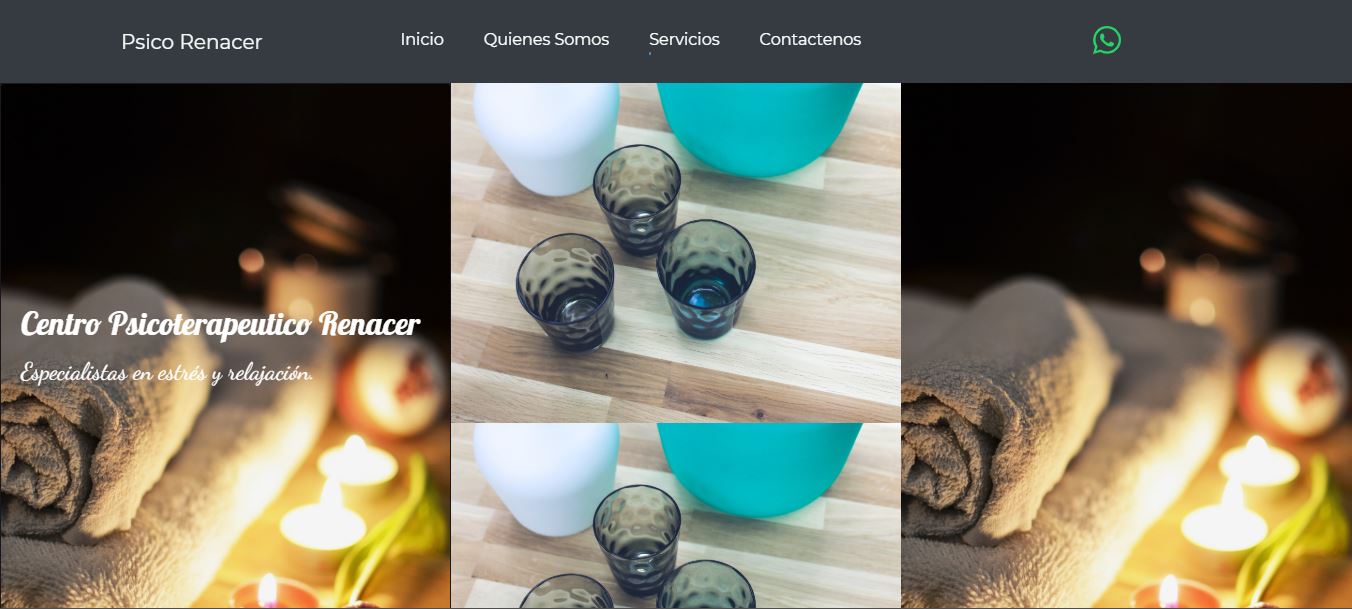 Psico Renacer
Inicio
Quienes Somos
Servicios
Contactenos
Centro Psicoterapeutico Renacer
Especialistas en estrés y relajación.